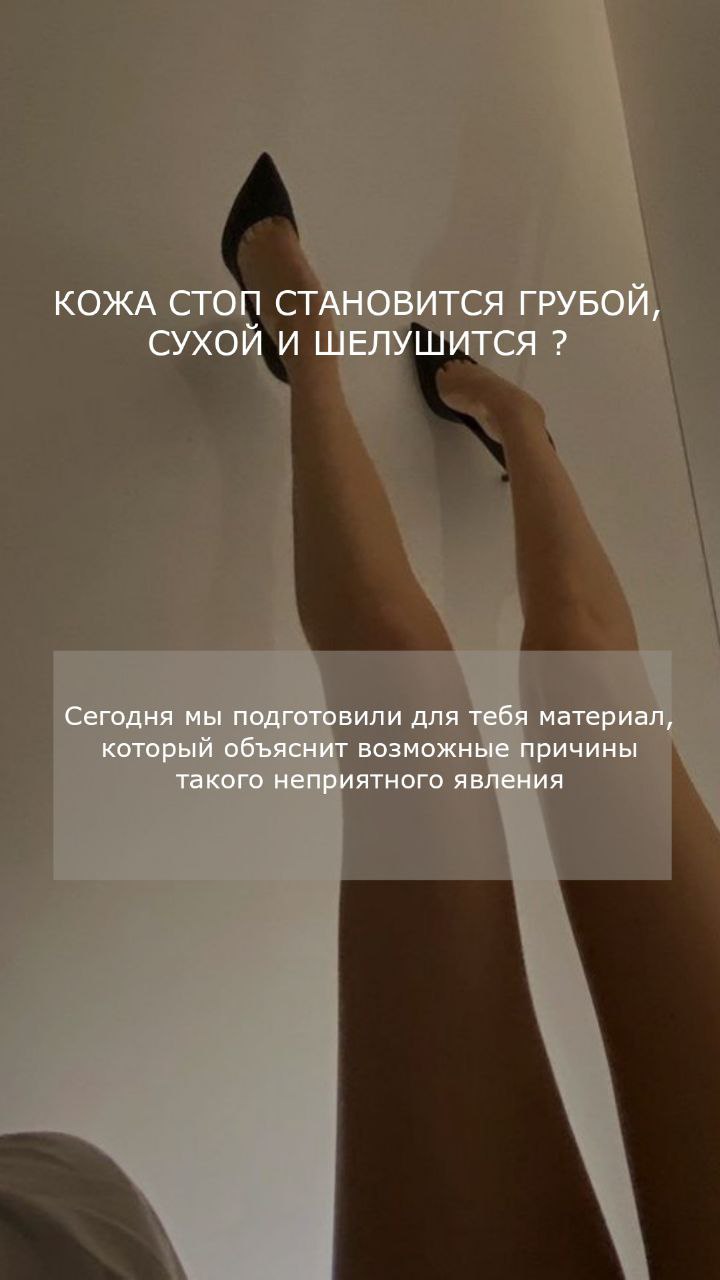 КОЖА СТОП СТАНОВИТСЯ ГРУБОЙ,
СУХОЙ И ШЕЛУШИТСЯ ?
Сегодня мы подготовили для тебя материал,
который объяснит возможные причины
такого неприятного явления